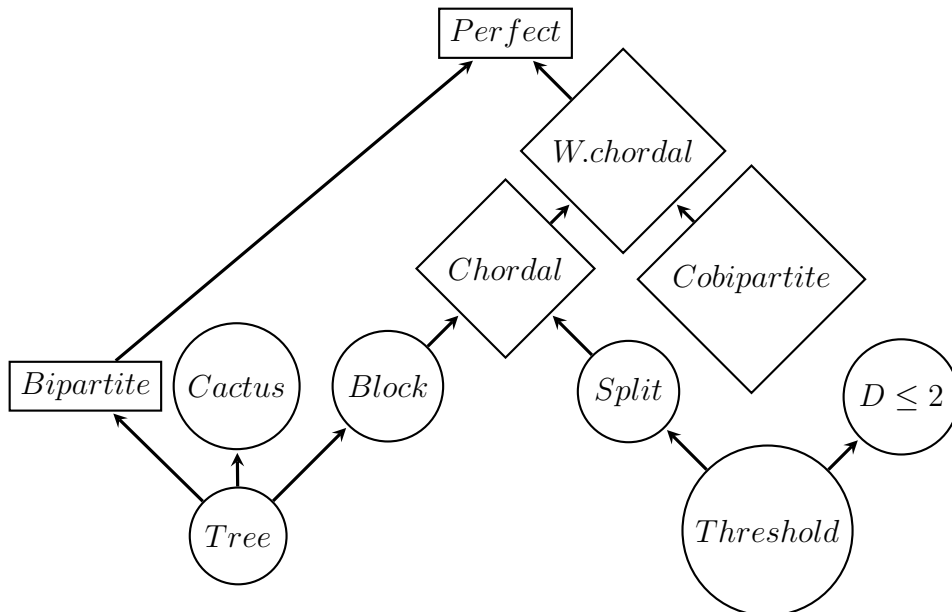 Perfect
W.chordal
Chordal
Cobipartite
Bipartite
Cactus
Block
Split
D ≤ 2
Tree
Threshold